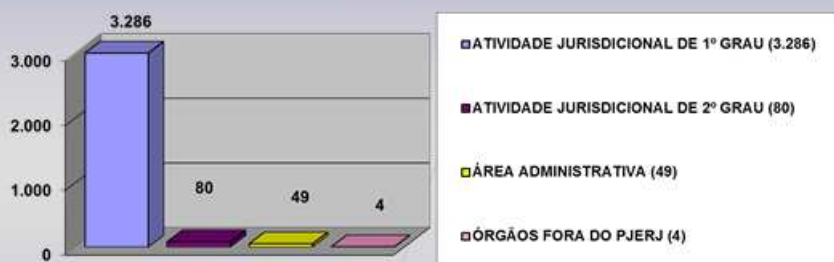 3.286
3.000
2.000
1.000
0
80
49
4
ATIVIDADE JURISDICIONAL DE 1º GRAU (3.286)
ATIVIDADE JURISDICIONAL DE 2º GRAU (80)
ÁREA ADMINISTRATIVA (49)
ÓRGÃOS FORA DO PJERJ (4)